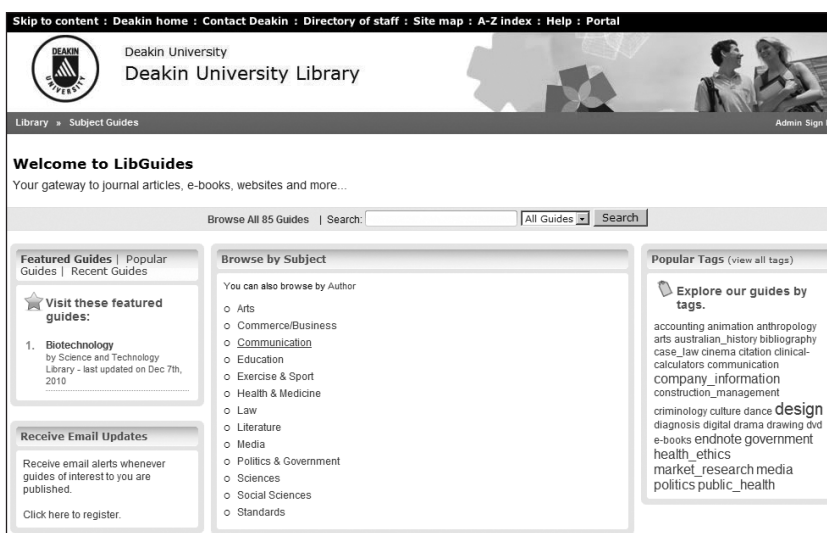 Skip to content : Deakin home : Contact Deakin : Directory of staff : Site map : A-Z index : Help : Portal
DEAKIN
UNIVERSITY
Deakin University
Deakin University Library
Library » Subject Guides
Admin Sign
Welcome to LibGuides
Your gateway to journal articles, e-books, websites and more...
Browse All 85 Guides | Search: All Guides Search
Featured Guides | Popular
Guides | Recent Guides
Visit these featured
guides:
1. Biotechnology
by Science and Technology
Library - last updated on Dec 7th,
2010
Receive Email Updates
Receive email alerts whenever
guides of interest to you are
published.
Click here to register.
Browse by Subject
You can also browse by Author
o Arts
o Commerce/Business
o Communication
o Education
o Exercise & Sport
o Health & Medicine
o Law
o Literature
o Media
o Politics & Government
o Sciences
o Social Sciences
o Standards
Popular Tags (view all tags)
Explore our guides by
tags.
accounting animation anthropology
arts australian_history bibliography
case_law cinema citation clinical-
calculators communication
company_information
construction_management
criminology culture dance design
diagnosis digital drama drawing dvd
e-books endnote government
health_ethics
market_research media
politics public_health